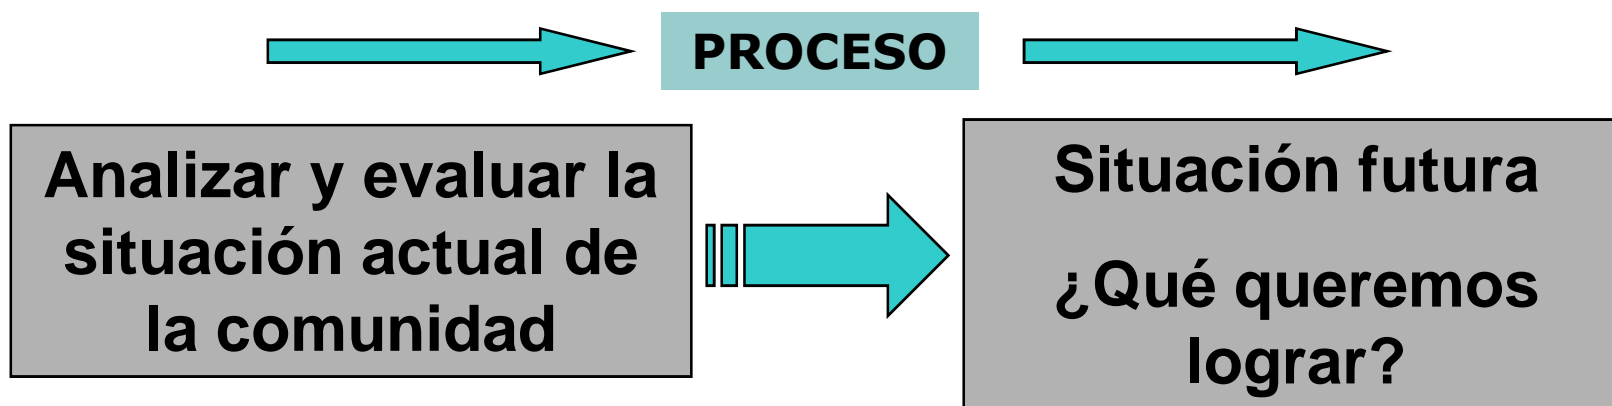 PROCESO
Analizar y evaluar la
situación actual de
la comunidad
Situación futura
¿Qué queremos
lograr?